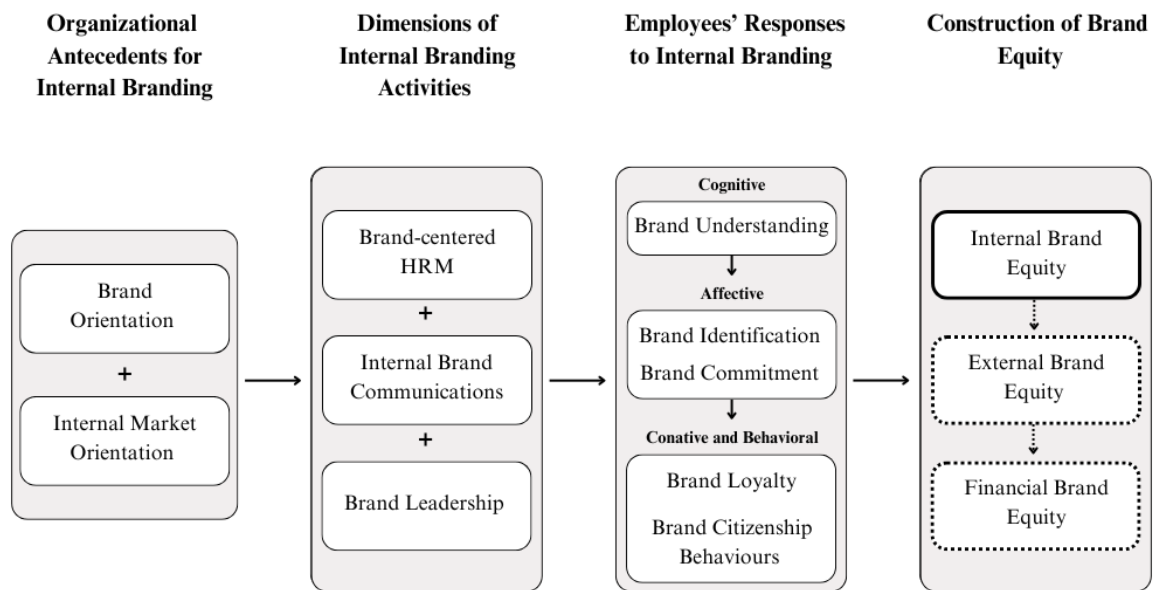 Organizational
Antecedents for
Internal Branding
Dimensions of
Internal Branding
Activities
Employees' Responses
to Internal Branding
Construction of Brand
Equity
Brand
Orientation
+
Internal Market
Orientation
Brand-centered
HRM
+
Internal Brand
Communications
+
Brand Leadership
Cognitive
Brand Understanding
Affective
Brand Identification
Brand Commitment
Conative and Behavioral
Brand Loyalty
Brand Citizenship
Behaviours
Internal Brand
Equity
External Brand
Equity
Financial Brand
Equity